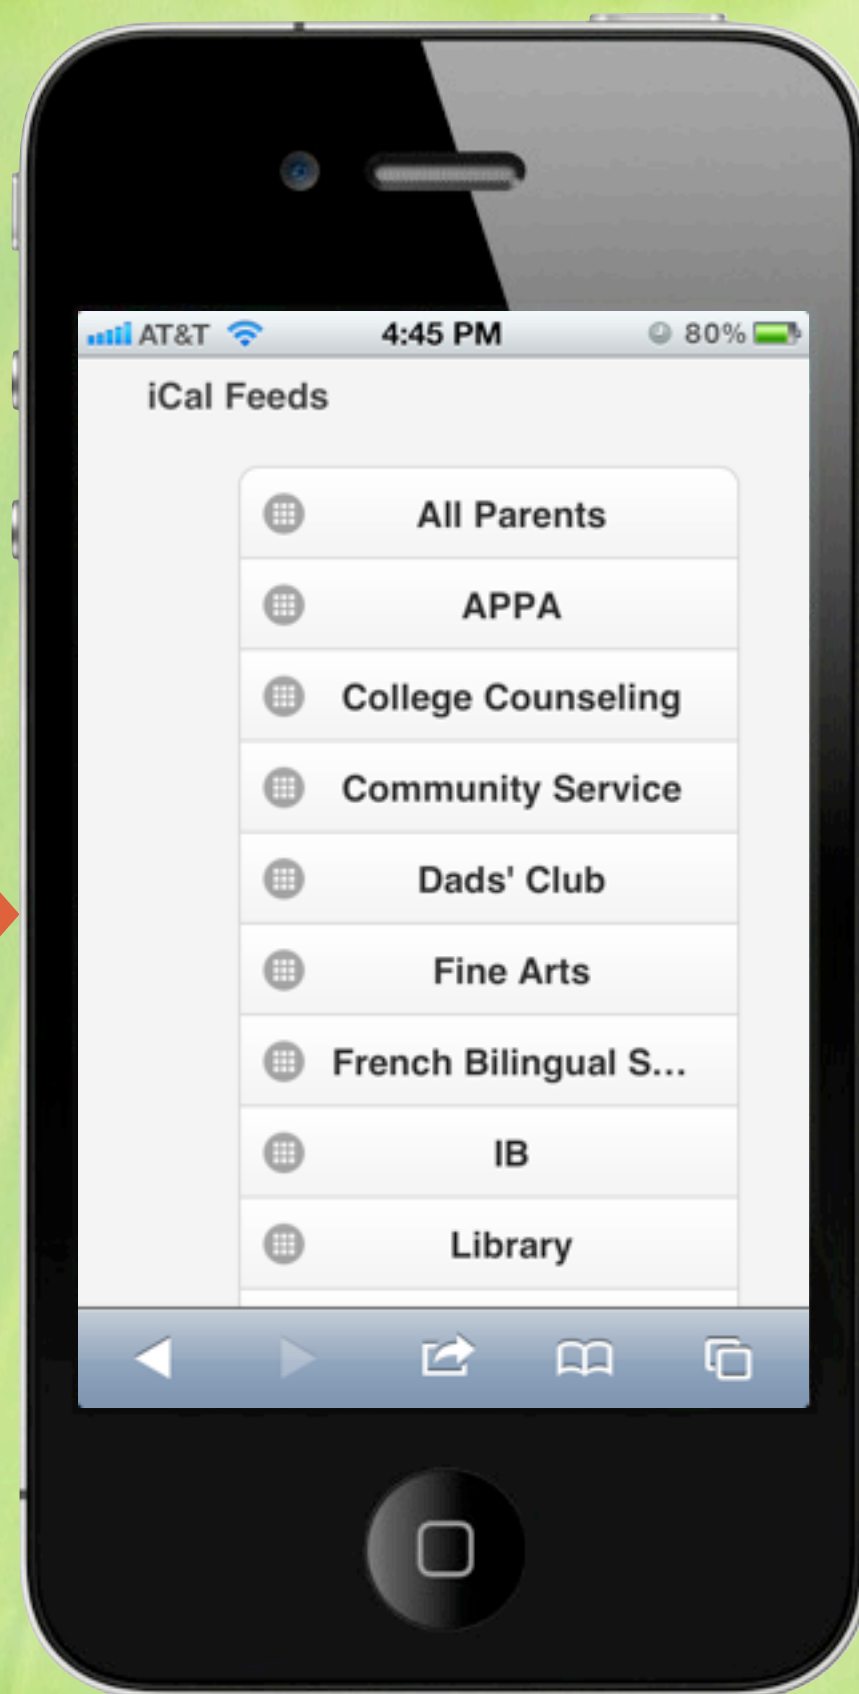 AT&T 4:45 PM 80%
iCal Feeds
All Parents
APPA
College Counseling
Community Service
Dads' Club
Fine Arts
French Bilingual S...
IB
Library